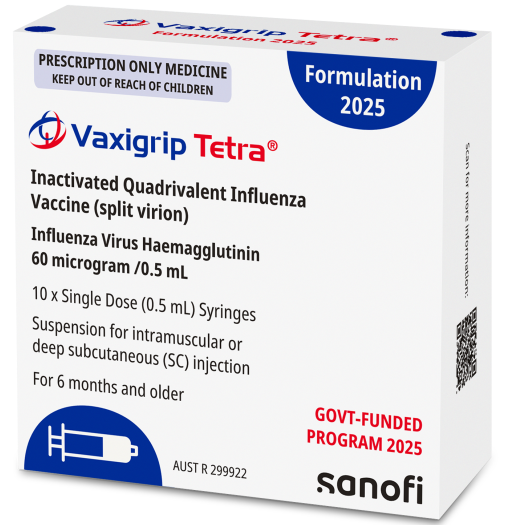 Vaxigrip Tetra®
Formulation 2025
PRESCRIPTION ONLY MEDICINE
KEEP OUT OF REACH OF CHILDREN
Formulation
2025
Vaxigrip Tetra®
Inactivated Quadrivalent Influenza
Vaccine (split virion)
Influenza Virus Haemagglutinin
60 microgram /0.5 mL
10 x Single Dose (0.5 mL) Syringes
Suspension for intramuscular or
deep subcutaneous (SC) injection
For 6 months and older
GOVT-FUNDED
PROGRAM 2025
AUST R 299922
sanofi
Scan for more information: